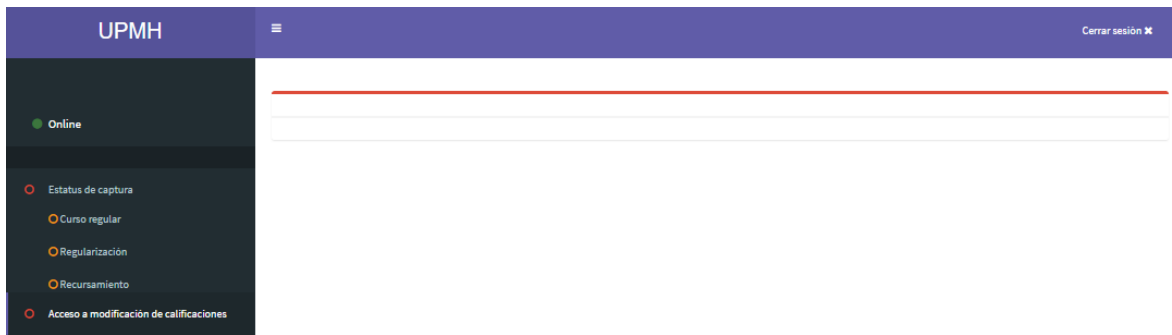 UPMH
Cerrar sesión ✖
Online
Estatus de captura
Curso regular
Regularización
Recursamiento
Acceso a modificación de calificaciones